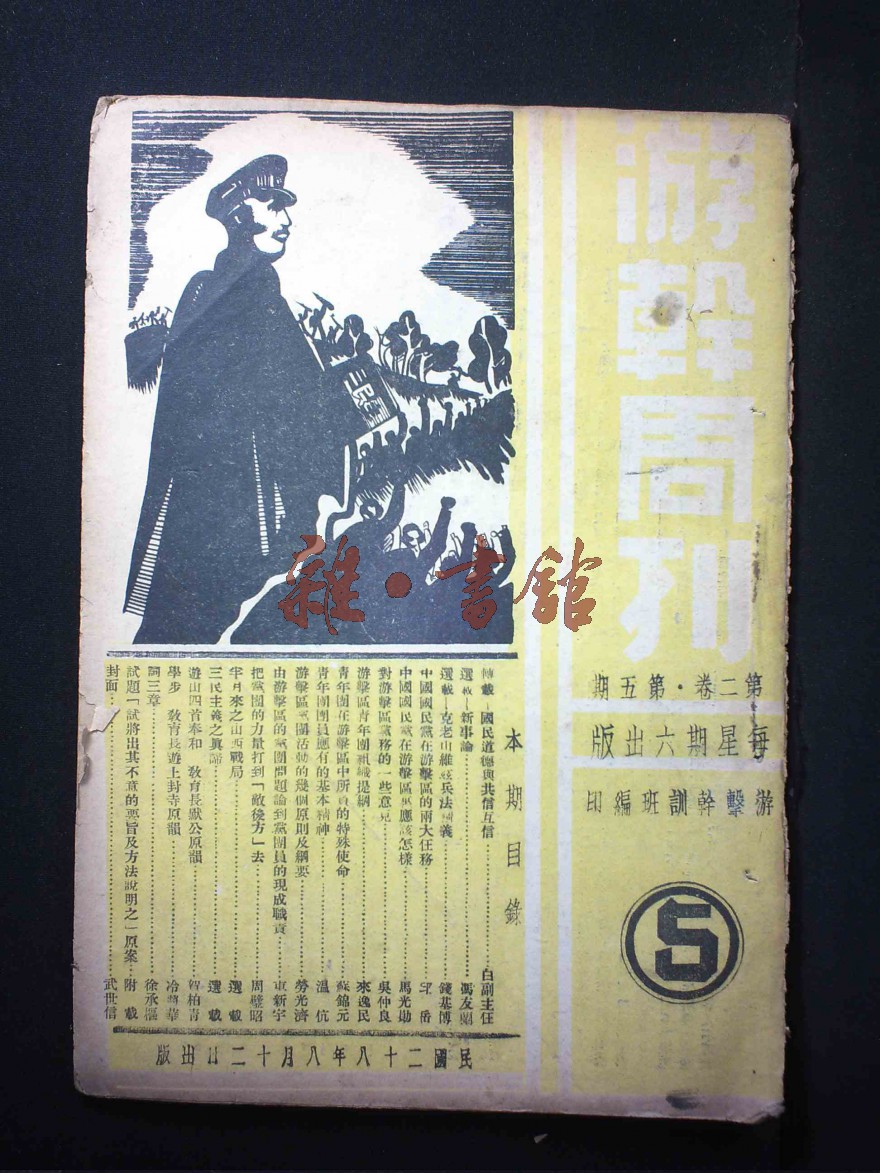 游幹周刊
第二卷·第五期
每星期六出版
游擊幹訓班編印
5
本期目錄
轉載—國民道德與共信互信……白副主任
選載—新事論……馮友蘭
選載—克老山維茲兵法精義……錢基博
中國國民黨在游擊區的兩大任務
中國國民黨在游擊區裏應該怎樣……馬光勛
對游擊區黨務的一些意見……吳仲良
游擊區青年團組織提綱……來逸民
青年團在游擊區中所負的特殊使命……蘇錦元
青年團團員應有的基本精神……溫伉
游擊區黨團活動的幾個原則及綱要……勞光濟
由游擊區的黨團問題論到黨團員的現成職責……東新宇
把黨團的力量打到「敵後方」去……周璧昭
半月來之山西戰局……選載
三民主義之真諦……選載
遊山四首奉和 教育長默公原韻……智柏青
學步 教育長遊上封寺原韻
詞三章……徐承樞
試題「試將出其不意的要旨及方法說明之」原案……附載
封面……武世信
民國二十八年八月十二日出版
雜·書館